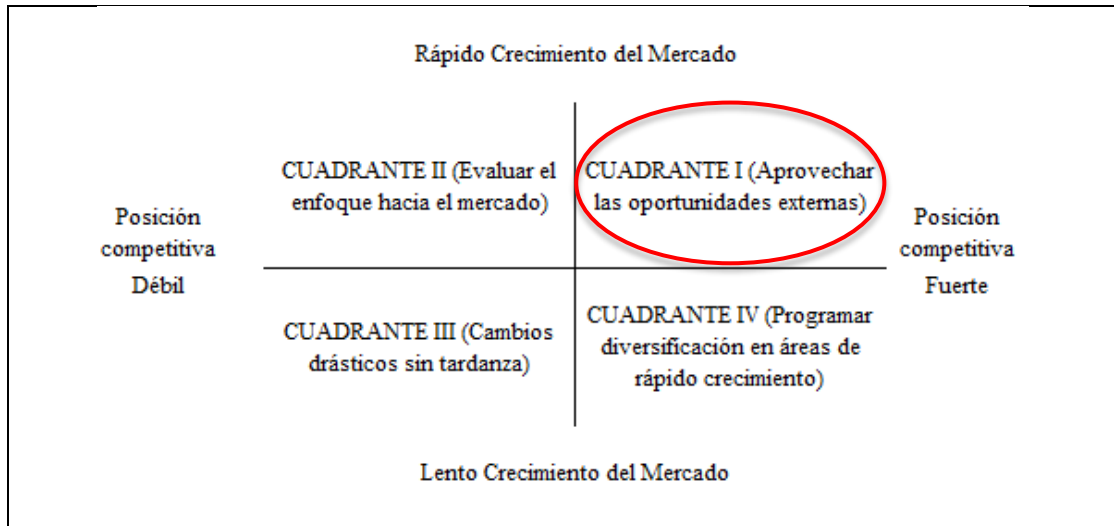 Rápido Crecimiento del Mercado
CUADRANTE II (Evaluar el
enfoque hacia el mercado)
CUADRANTE I (Aprovechar
las oportunidades externas)
Posición
competitiva
Débil
Posición
competitiva
Fuerte
CUADRANTE III (Cambios
drásticos sin tardanza)
CUADRANTE IV (Programar
diversificación en áreas de
rápido crecimiento)
Lento Crecimiento del Mercado